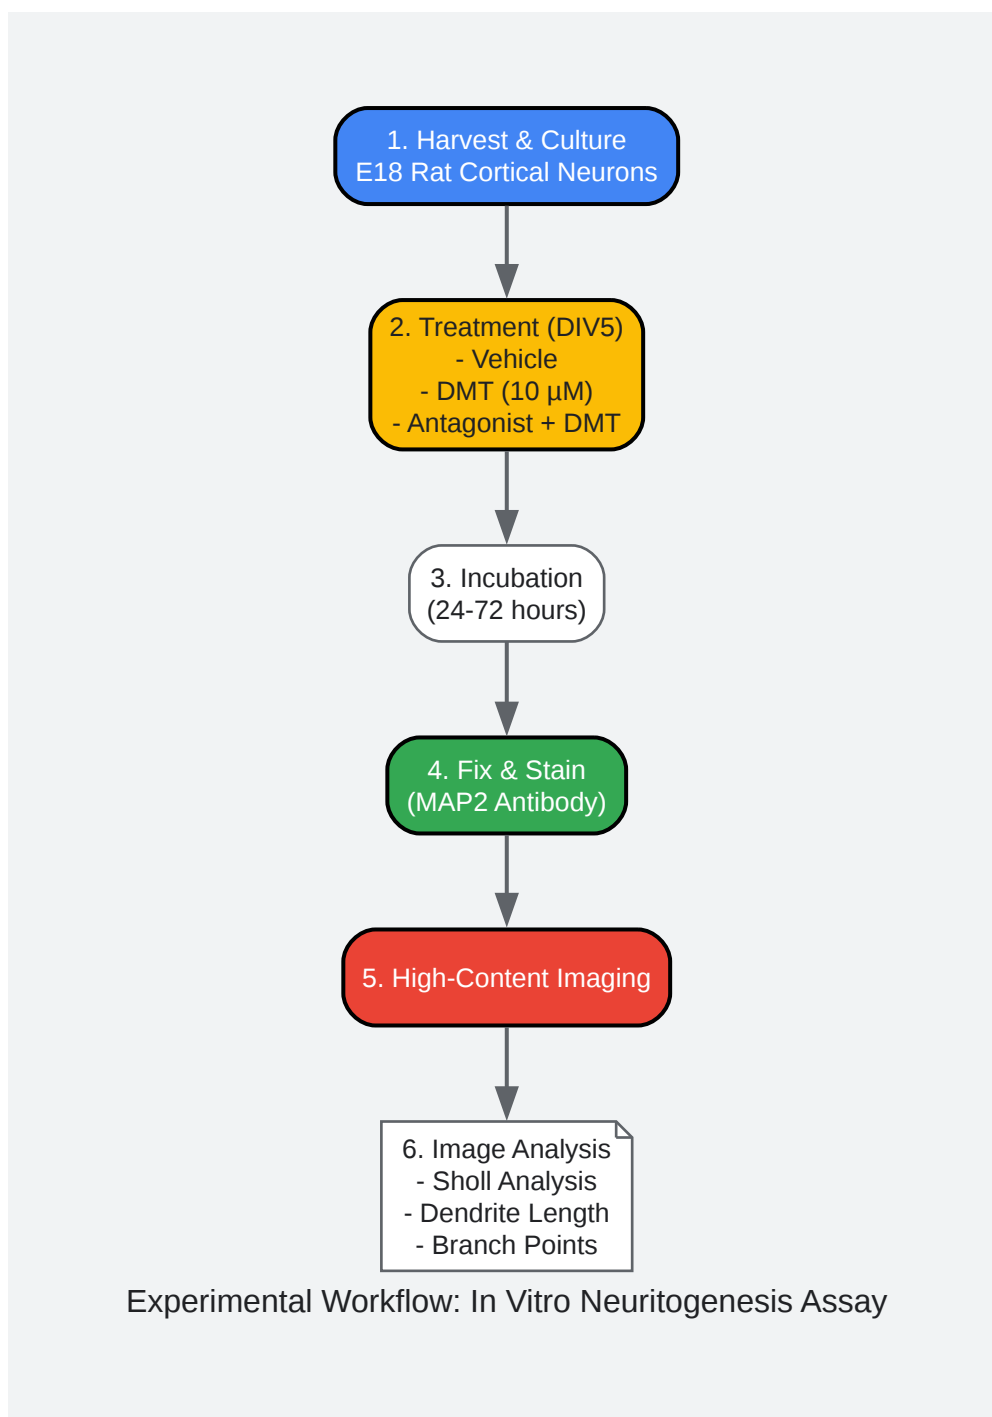 1. Harvest & Culture
E18 Rat Cortical Neurons
2. Treatment (DIV5)
- Vehicle
- DMT (10 µM)
- Antagonist + DMT
3. Incubation
(24-72 hours)
4. Fix & Stain
(MAP2 Antibody)
5. High-Content Imaging
6. Image Analysis
- Sholl Analysis
- Dendrite Length
- Branch Points
Experimental Workflow: In Vitro Neuritogenesis Assay